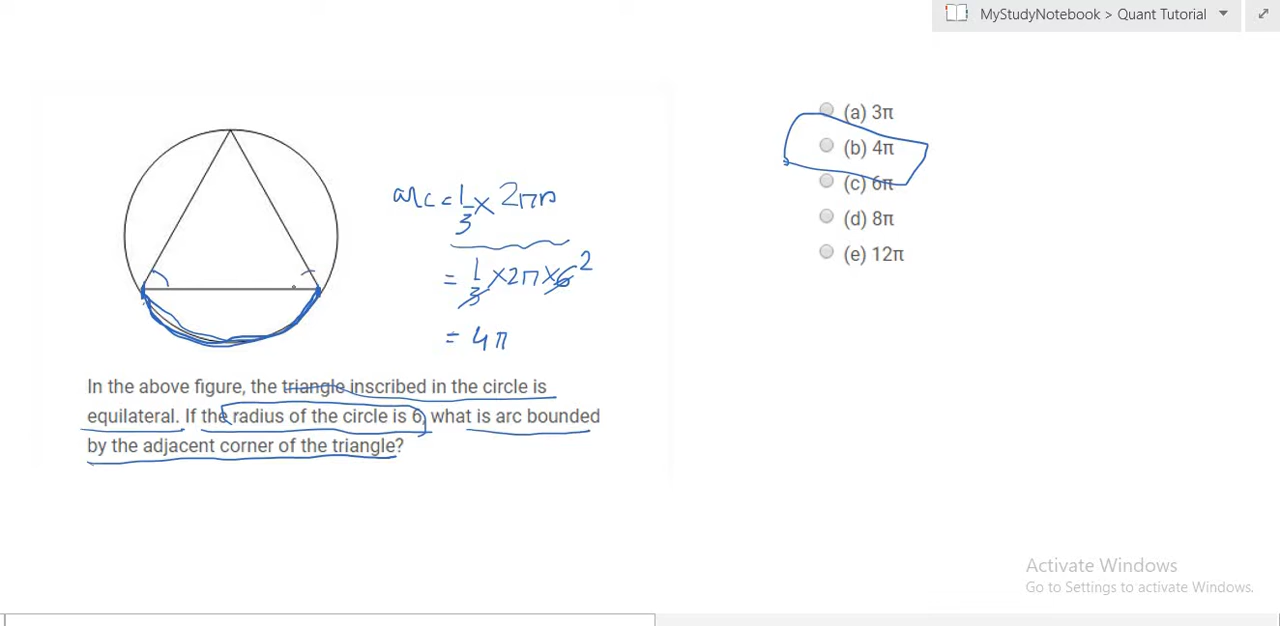 MyStudyNotebook > Quant Tutorial
(a) 3π
(b) 4π
(c) 6π
(d) 8π
(e) 12π
arc = 1/3 × 2πr
= 1/3 × 2π × 6 2
= 4π
In the above figure, the triangle inscribed in the circle is
equilateral. If the radius of the circle is 6, what is arc bounded
by the adjacent corner of the triangle?
Activate Windows
Go to Settings to activate Windows.